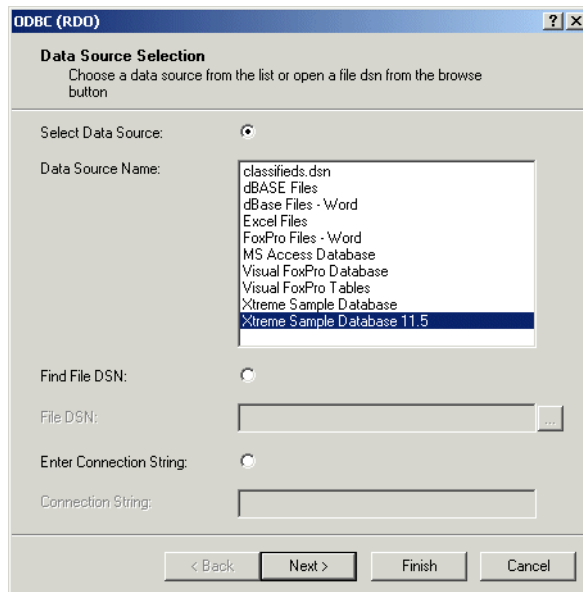 ODBC (RDO)
Data Source Selection
Choose a data source from the list or open a file dsn from the browse
button
Select Data Source:
Data Source Name:
classifieds.dsn
dBASE Files
dBase Files - Word
Excel Files
FoxPro Files - Word
MS Access Database
Visual FoxPro Database
Visual FoxPro Tables
Xtreme Sample Database
Xtreme Sample Database 11.5
Find File DSN:
File DSN:
...
Enter Connection String:
Connection String:
< Back
Next >
Finish
Cancel